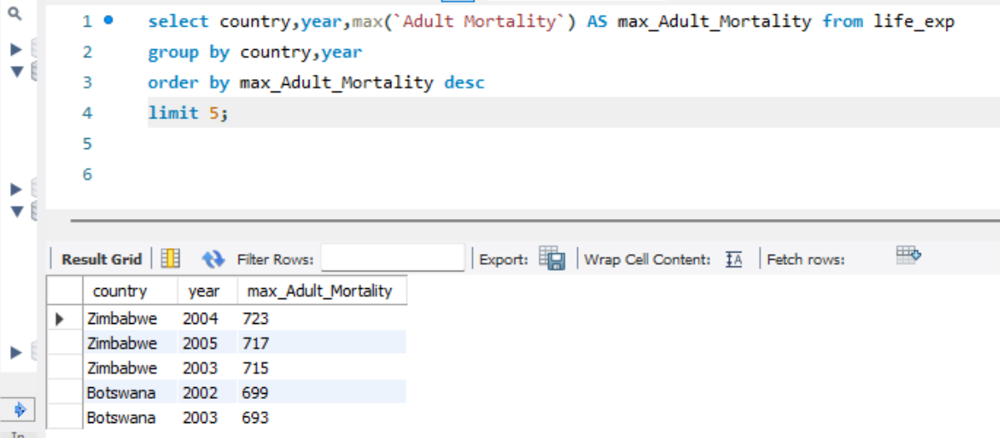 1 select country,year,max(`Adult Mortality`) AS max_Adult_Mortality from life_exp
2 group by country,year
3 order by max_Adult_Mortality desc
4 limit 5;
5
6
Result Grid Filter Rows: Export: Wrap Cell Content: Fetch rows:
country year max_Adult_Mortality
Zimbabwe 2004 723
Zimbabwe 2005 717
Zimbabwe 2003 715
Botswana 2002 699
Botswana 2003 693